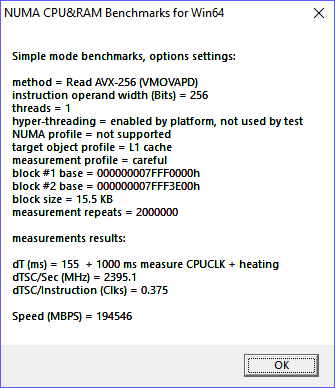 NUMA CPU&RAM Benchmarks for Win64
Simple mode benchmarks, options settings:
method = Read AVX-256 (VMOVAPD)
instruction operand width (Bits) = 256
threads = 1
hyper-threading = enabled by platform, not used by test
NUMA profile = not supported
target object profile = L1 cache
measurement profile = careful
block #1 base = 000000007FFF0000h
block #2 base = 000000007FFF3E00h
block size = 15.5 KB
measurement repeats = 2000000
measurements results:
dT (ms) = 155  + 1000 ms measure CPUCLK + heating
dTSC/Sec (MHz) = 2395.1
dTSC/Instruction (Clks) = 0.375
Speed (MBPS) = 194546
OK